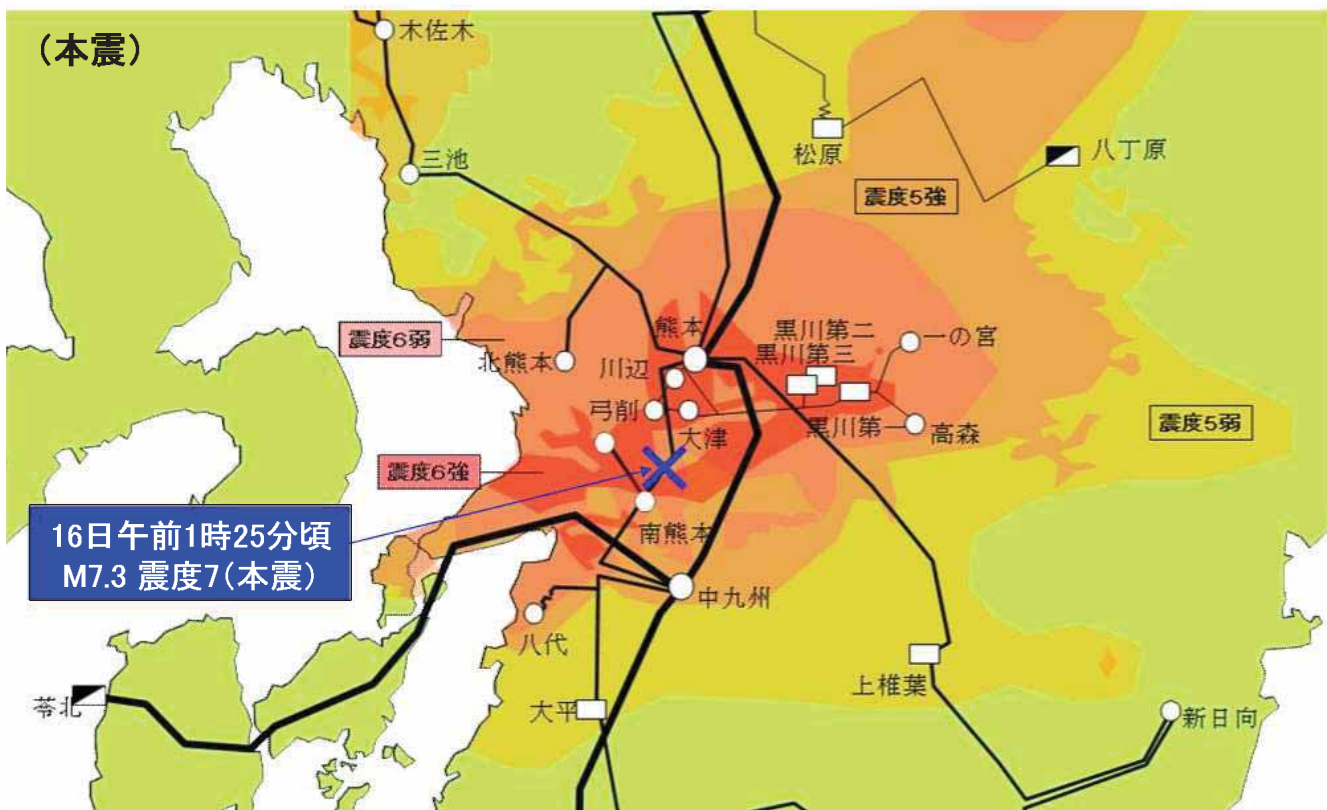 (本震)
木佐木
三池
松原
八丁原
震度5強
震度6弱
熊本
黒川第二
黒川第三
一の宮
北熊本
川辺
弓削
大津
黒川第一
高森
震度5弱
震度6強
16日午前1時25分頃
M7.3 震度7(本震)
南熊本
中九州
八代
上椎葉
苓北
大平
新日向